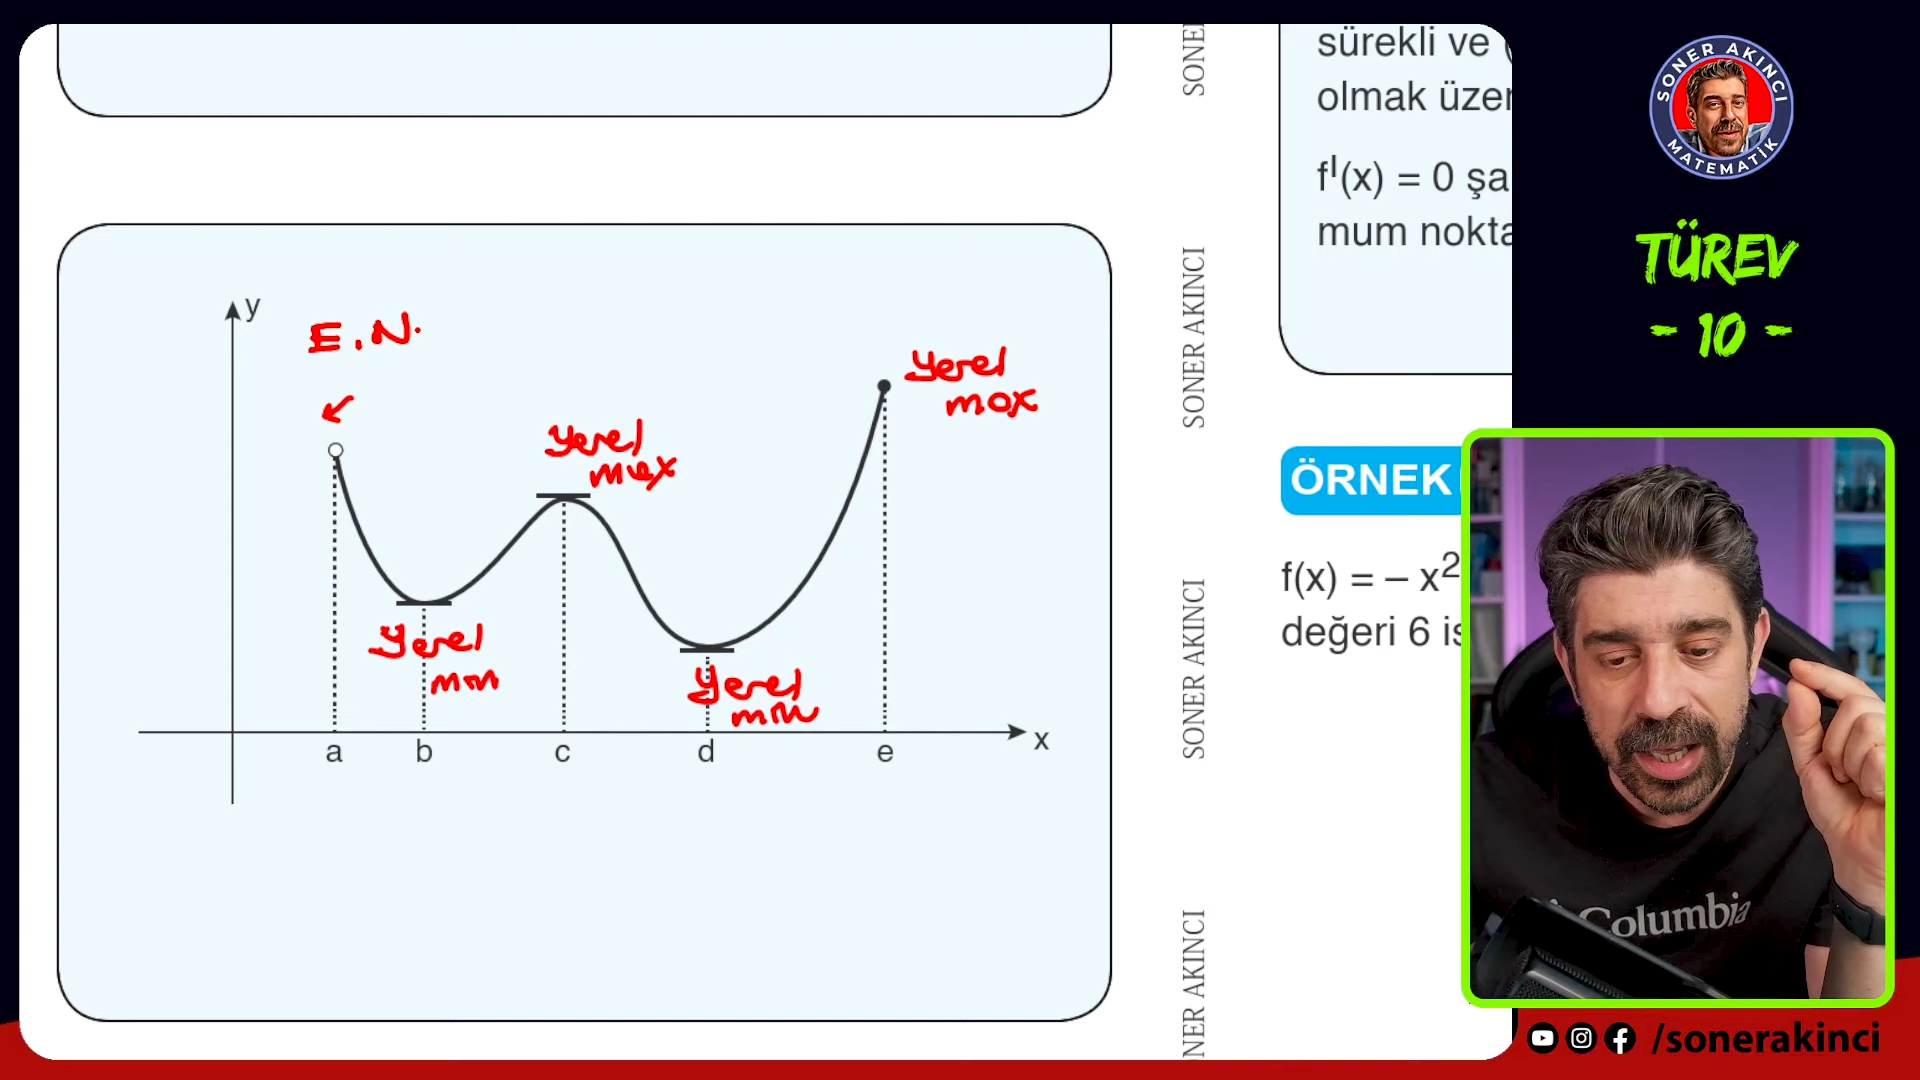 SONER AKINCI
SONER AKINCI
SONER AKINCI
sürekli ve
olmak üzer
f'(x) = 0 şa
mum nokta
SONER AKINCI
MATEMATİK
TÜREV
- 10 -
y
E.N.
yerel
max
yerel
max
yerel
min
yerel
min
a b c d e
x
ÖRNEK
f(x) = – x²
değeri 6 is
Columbia
/sonerakinci